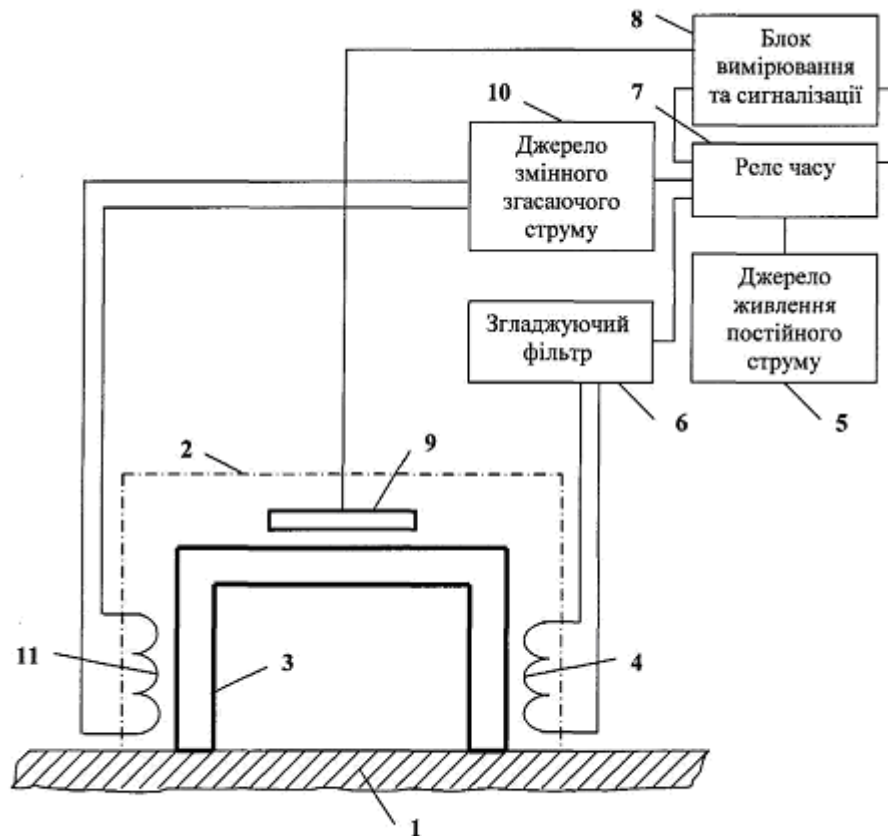 8
Блок
вимірювання
та сигналізації
10
7
Джерело
змінного
згасаючого
струму
Реле часу
Згладжуючий
фільтр
Джерело
живлення
постійного
струму
6
5
2
9
11
3
4
1